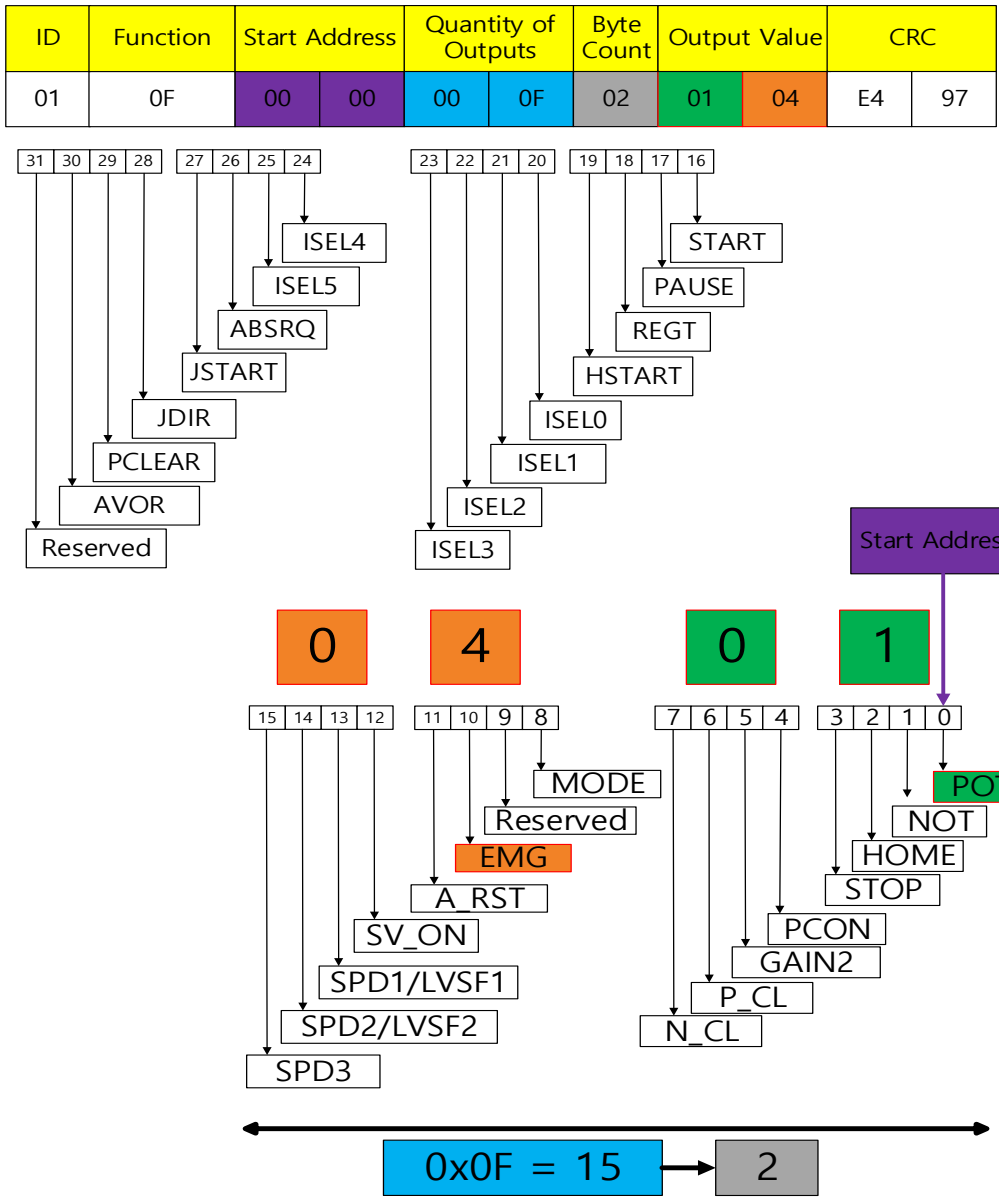 ID Function Start Address Quantity of Outputs Byte Count Output Value CRC
01 0F 00 00 00 0F 02 01 04 E4 97
31 30 29 28 27 26 25 24 23 22 21 20 19 18 17 16
ISEL4 START
ISEL5 PAUSE
ABSRQ REGT
JSTART HSTART
JDIR ISEL0
PCLEAR ISEL1
AVOR ISEL2
Reserved ISEL3
Start Addres
0 4 0 1
15 14 13 12 11 10 9 8 7 6 5 4 3 2 1 0
MODE POT
Reserved NOT
EMG HOME
A_RST STOP
SV_ON PCON
SPD1/LVSF1 GAIN2
SPD2/LVSF2 P_CL
N_CL
SPD3
0x0F = 15 2